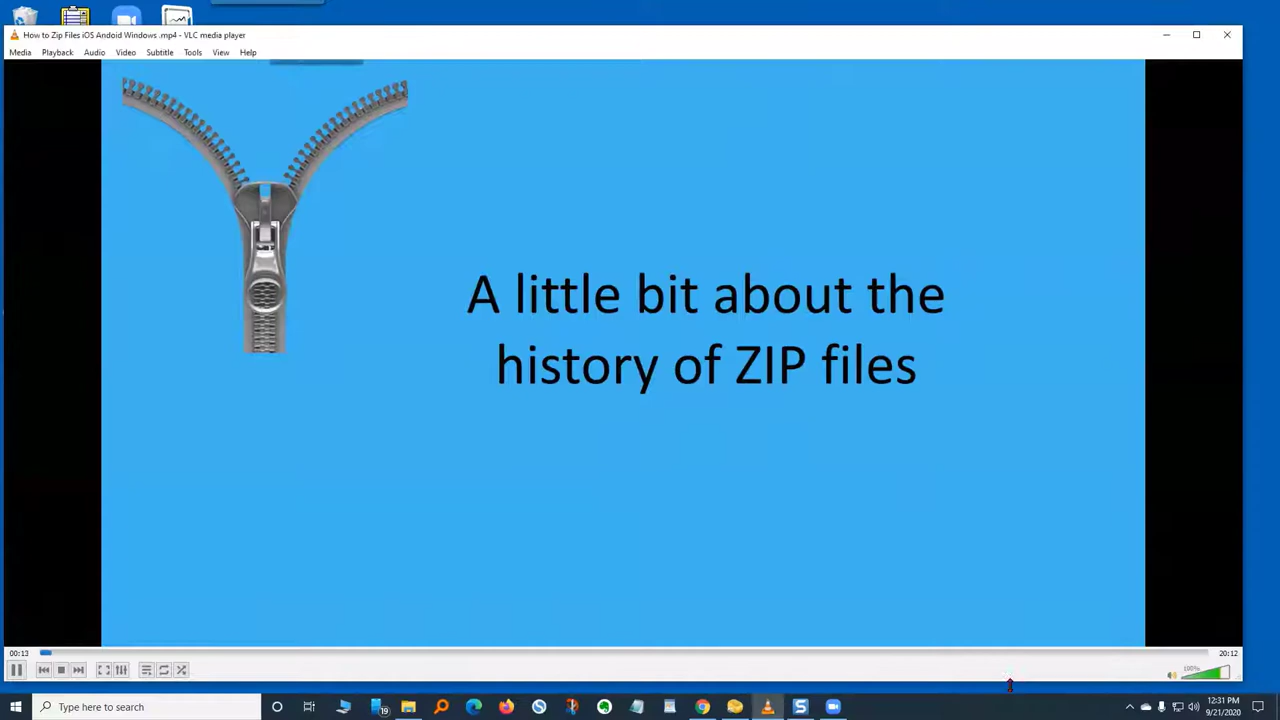 How to Zip Files iOS Andoid Windows .mp4 - VLC media player
Media Playback Audio Video Subtitle Tools View Help
A little bit about the
history of ZIP files
00:13
20:12
100%
Type here to search
19
12:31 PM
9/21/2020